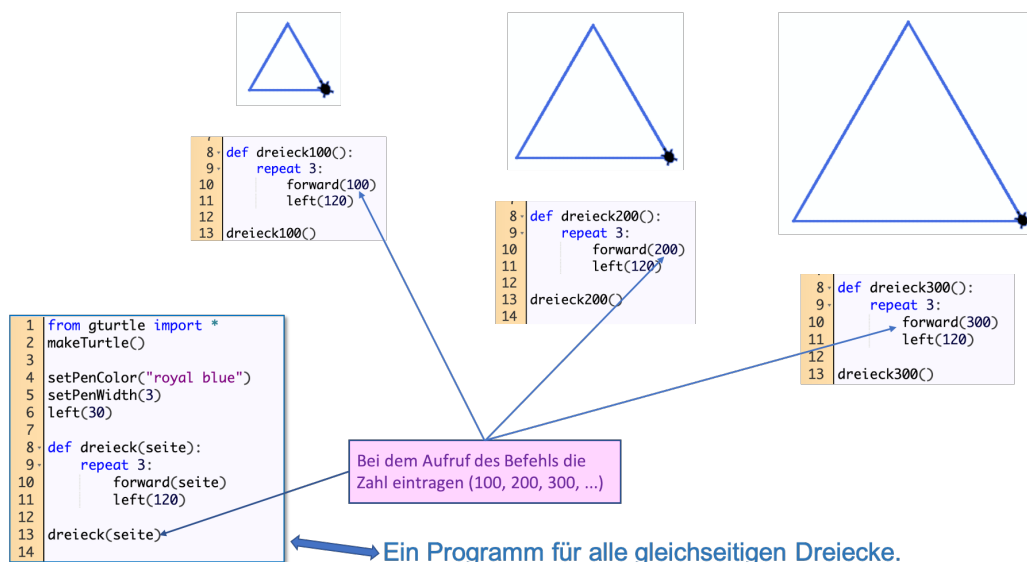 8 def dreieck100():
9 repeat 3:
10 forward(100)
11 left(120)
12
13 dreieck100()
8 def dreieck200():
9 repeat 3:
10 forward(200)
11 left(120)
12
13 dreieck200()
14
8 def dreieck300():
9 repeat 3:
10 forward(300)
11 left(120)
12
13 dreieck300()
1 from gturtle import *
2 makeTurtle()
3
4 setPenColor("royal blue")
5 setPenWidth(3)
6 left(30)
7
8 def dreieck(seite):
9 repeat 3:
10 forward(seite)
11 left(120)
12
13 dreieck(seite)
14
Bei dem Aufruf des Befehls die
Zahl eintragen (100, 200, 300, ...)
Ein Programm für alle gleichseitigen Dreiecke.